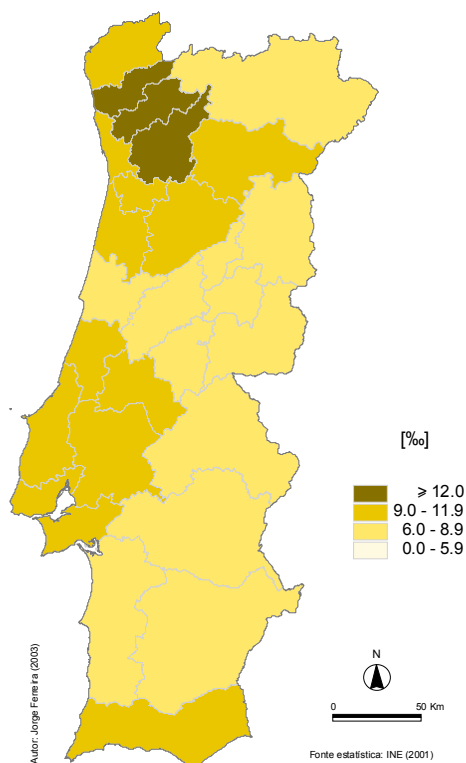 [‰]
⩾ 12.0
9.0 - 11.9
6.0 - 8.9
0.0 - 5.9
N
0 50 Km
Autor: Jorge Ferreira (2003)
Fonte estatística: INE (2001)